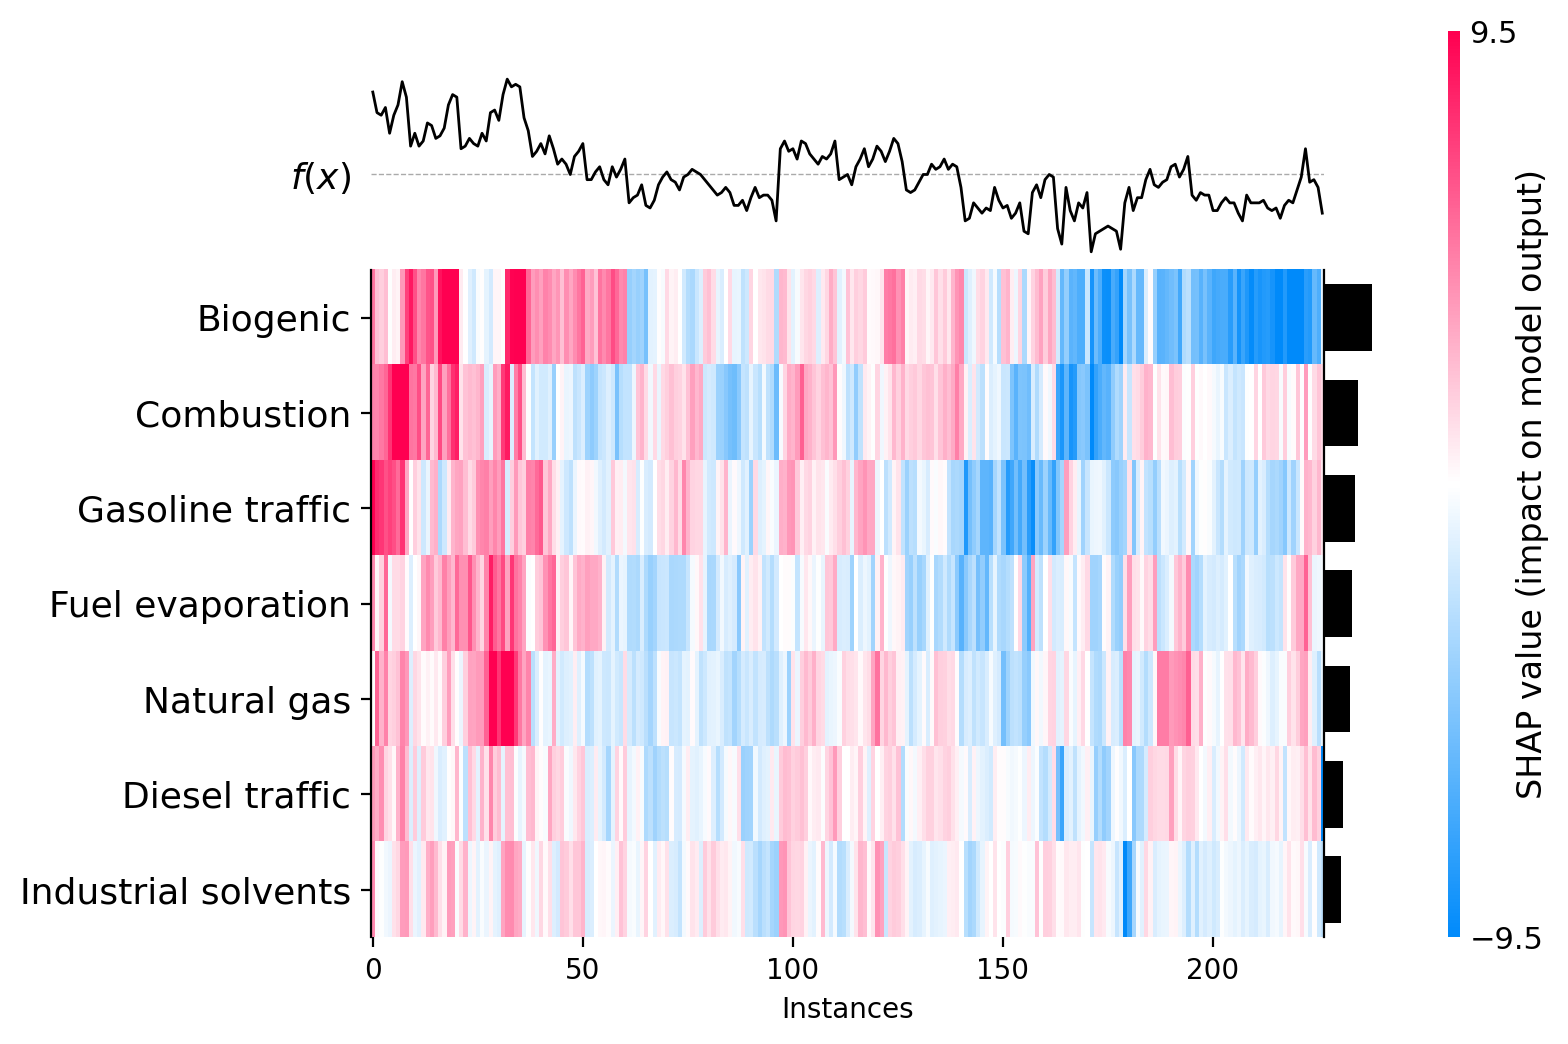 9.5
f(x)
Biogenic
Combustion
Gasoline traffic
Fuel evaporation
Natural gas
Diesel traffic
Industrial solvents
0
50
100
150
200
Instances
−9.5
SHAP value (impact on model output)